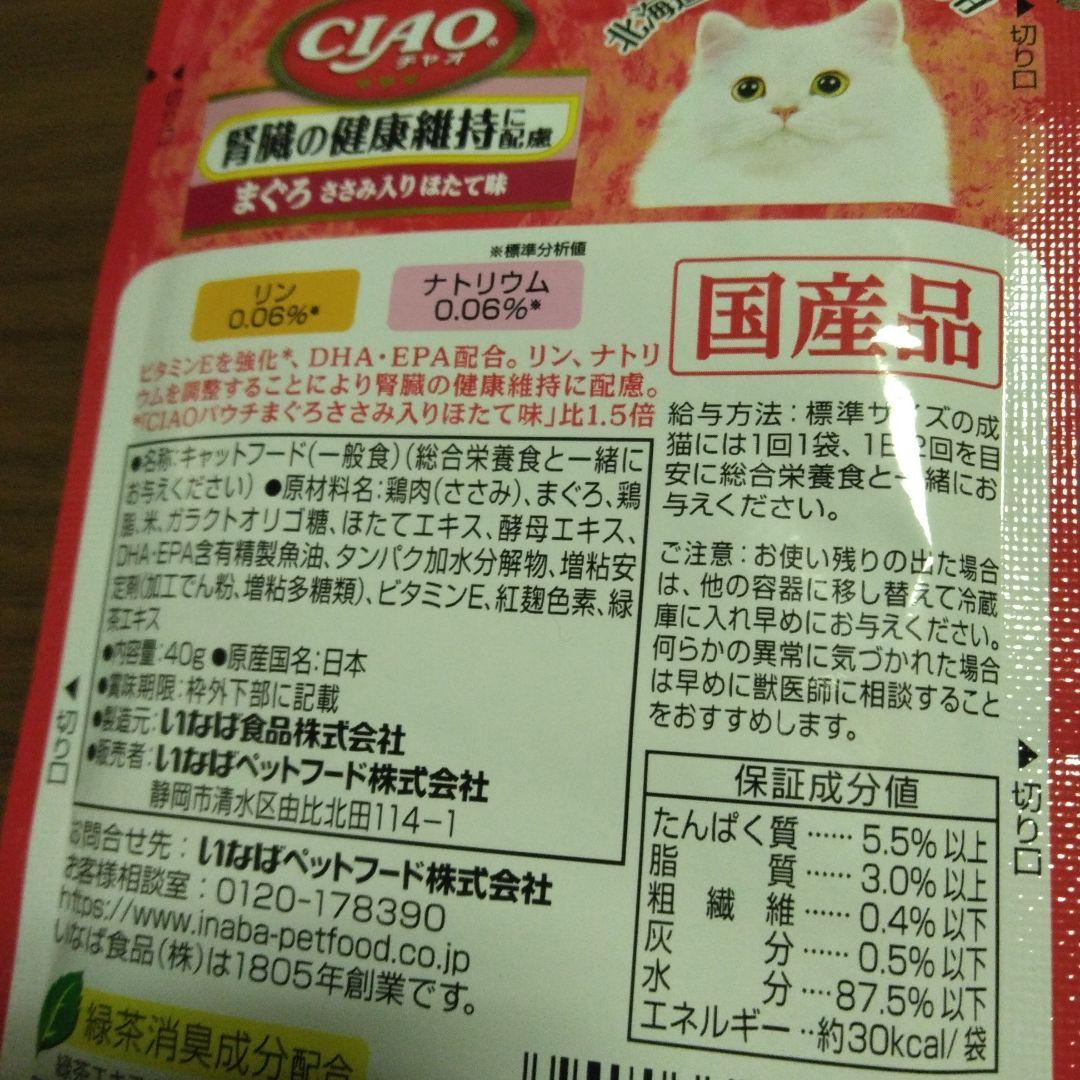 CIAO
チャオ
北海道
切り口
腎臓の健康維持に配慮
まぐろ ささみ入りほたて味
※標準分析値
リン
0.06%※
ナトリウム
0.06%※
国産品
ビタミンEを強化*、DHA・EPA配合。リン、ナトリ
ウムを調整することにより腎臓の健康維持に配慮。
*「CIAOパウチまぐろささみ入りほたて味」比1.5倍
●名称:キャットフード(一般食)(総合栄養食と一緒に
お与えください) ●原材料名:鶏肉(ささみ)、まぐろ、鶏
脂、米、ガラクトオリゴ糖、ほたてエキス、酵母エキス、
DHA・EPA含有精製魚油、タンパク加水分解物、増粘安
定剤(加工でん粉、増粘多糖類)、ビタミンE、紅麹色素、緑
茶エキス
●内容量:40g ●原産国名:日本
●賞味期限:枠外下部に記載
●製造元:いなば食品株式会社
●販売者:いなばペットフード株式会社
静岡市清水区由比北田114-1
お問合せ先:いなばペットフード株式会社
お客様相談室:0120-178390
https://www.inaba-petfood.co.jp
いなば食品(株)は1805年創業です。
緑茶消臭成分配合
給与方法:標準サイズの成
猫には1回1袋、1日2回を目
安に総合栄養食と一緒にお
与えください。
ご注意:お使い残りの出た場合
は、他の容器に移し替えて冷蔵
庫に入れ早めにお与えください。
何らかの異常に気づかれた場合
は早めに獣医師に相談すること
をおすすめします。
保証成分値
たんぱく質……5.5%以上
脂質……3.0%以上
粗繊維……0.4%以下
灰分……0.5%以下
水分…‥87.5%以下
エネルギー‥約30kcal/袋
切り口
切り口